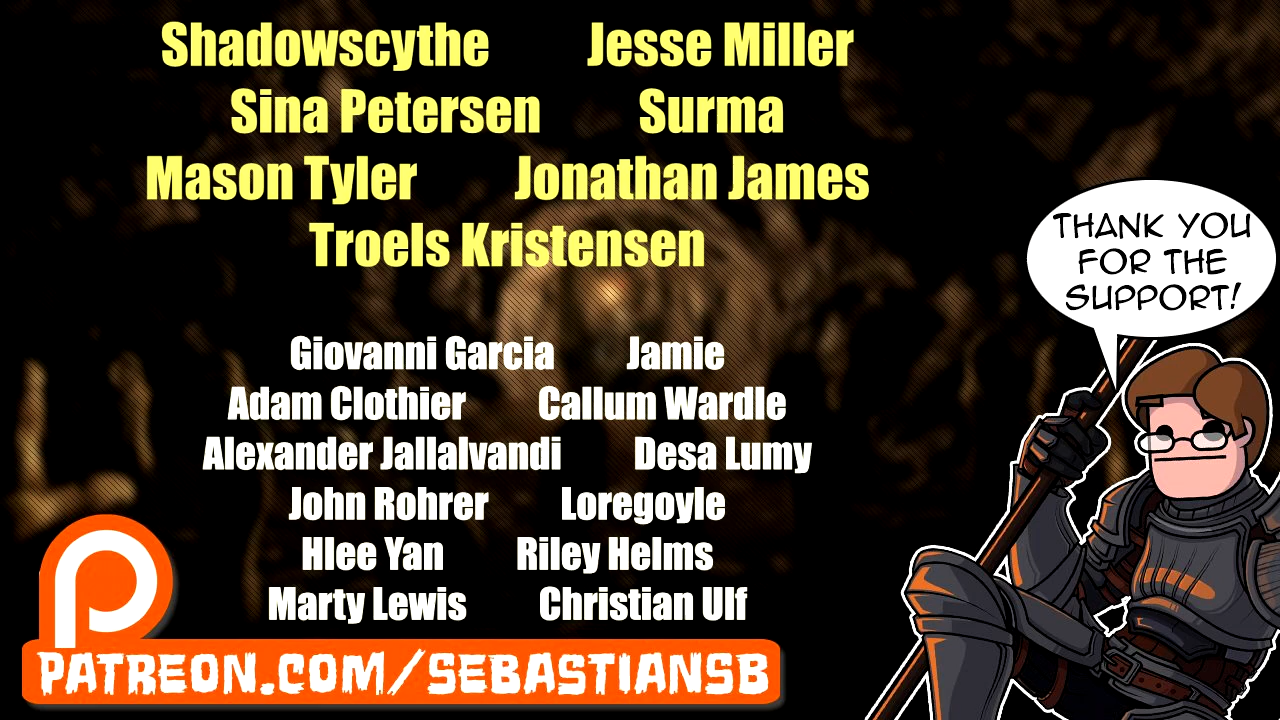 Shadowscythe Jesse Miller
Sina Petersen Surma
Mason Tyler Jonathan James
Troels Kristensen
Giovanni Garcia Jamie
Adam Clothier Callum Wardle
Alexander Jallalvandi Desa Lumy
John Rohrer Loregoyle
Hlee Yan Riley Helms
Marty Lewis Christian Ulf
PATREON.COM/SEBASTIANSB
THANK YOU
FOR THE
SUPPORT!